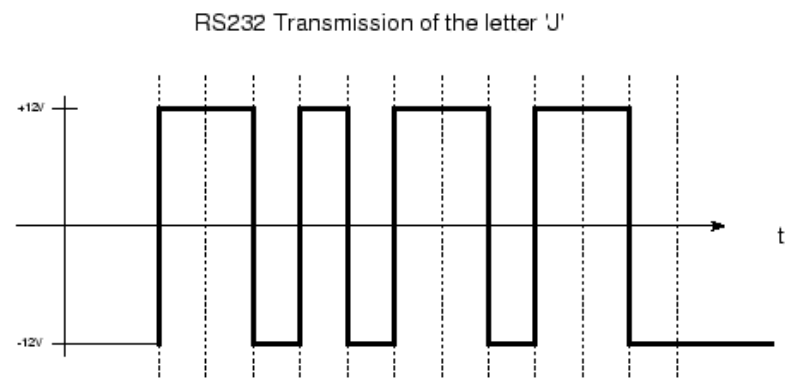 RS232 Transmission of the letter 'J'
+12V
t
-12V